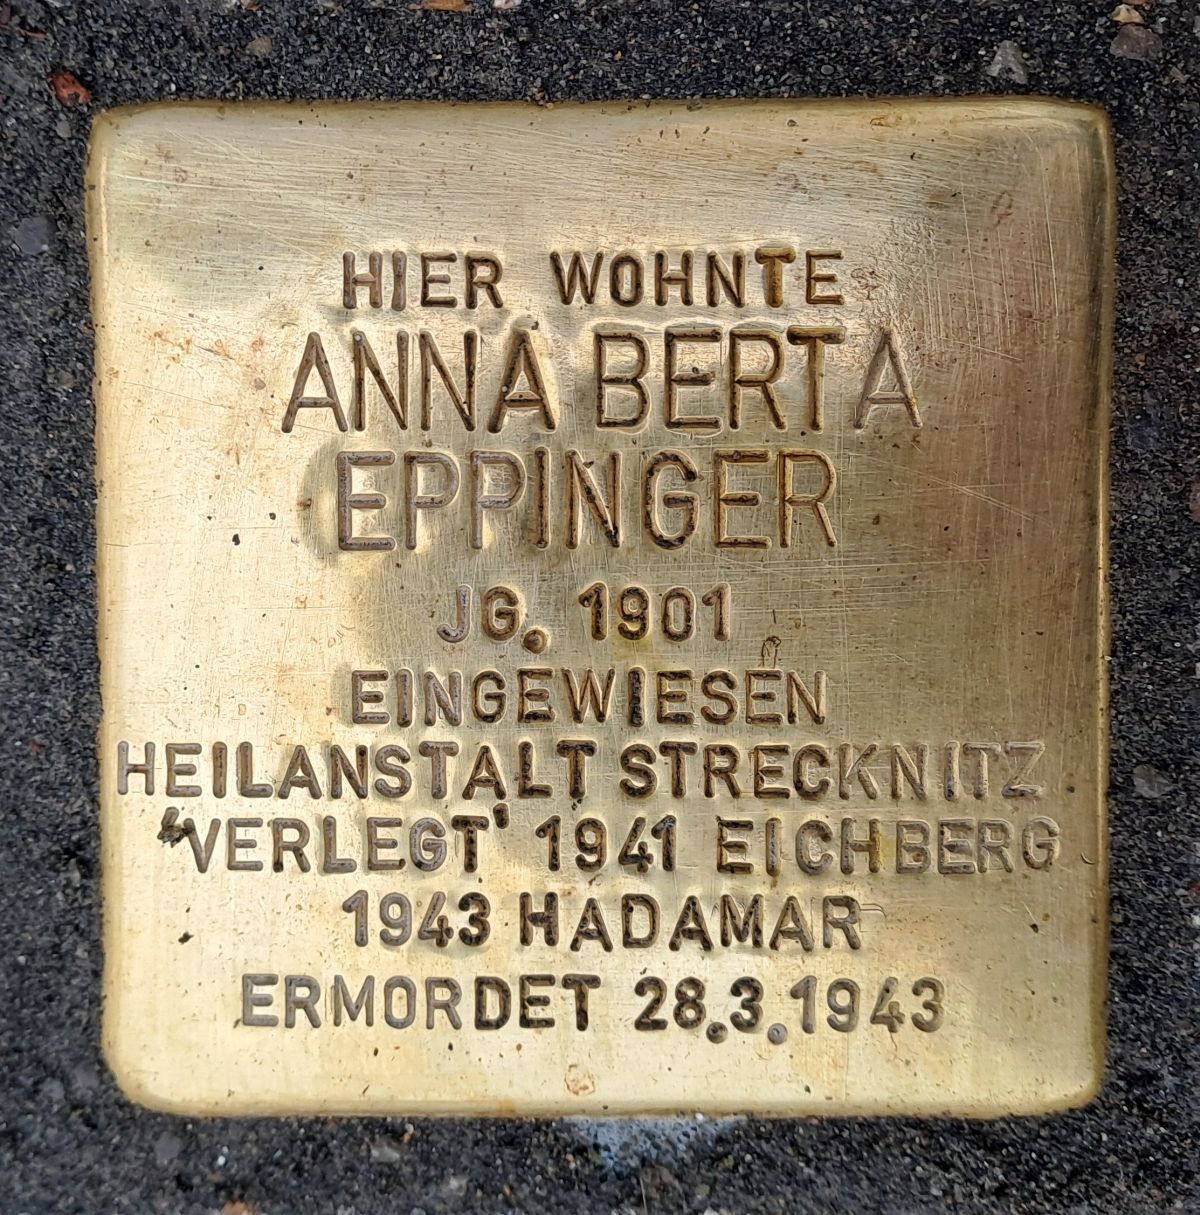 HIER WOHNTE
ANNA BERTA
EPPINGER
JG. 1901
EINGEWIESEN
HEILANSTALT STRECKNITZ
'VERLEGT' 1941 EICHBERG
1943 HADAMAR
ERMORDET 28.3.1943